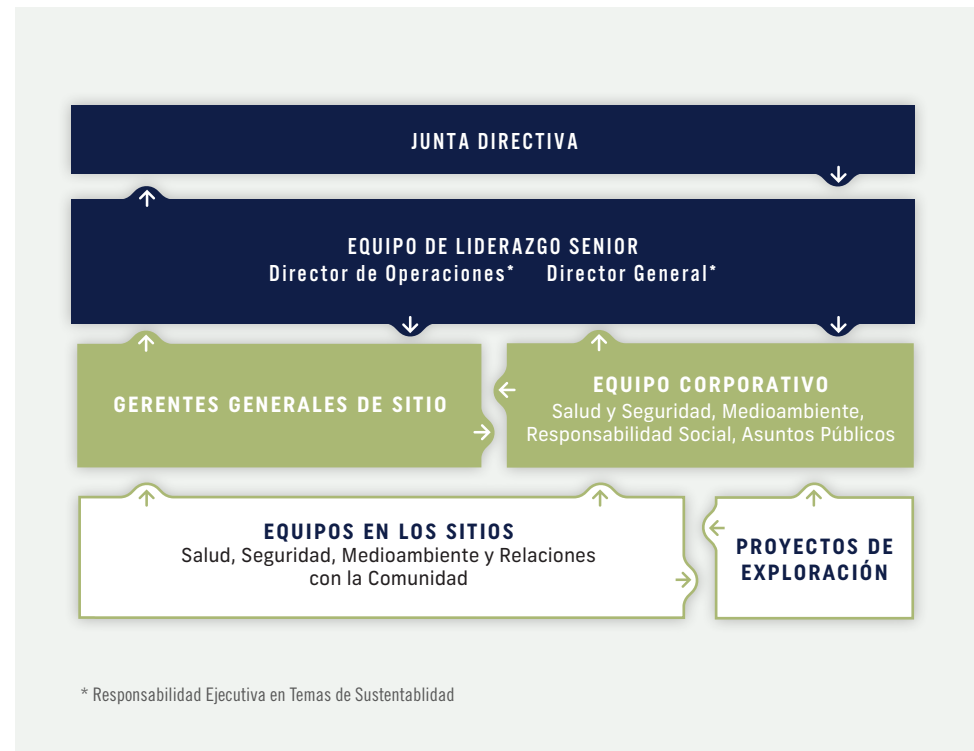 JUNTA DIRECTIVA
EQUIPO DE LIDERAZGO SENIOR
Director de Operaciones* Director General*
GERENTES GENERALES DE SITIO
EQUIPO CORPORATIVO
Salud y Seguridad, Medioambiente,
Responsabilidad Social, Asuntos Públicos
EQUIPOS EN LOS SITIOS
Salud, Seguridad, Medioambiente y Relaciones
con la Comunidad
PROYECTOS DE
EXPLORACIÓN
* Responsabilidad Ejecutiva en Temas de Sustentablidad